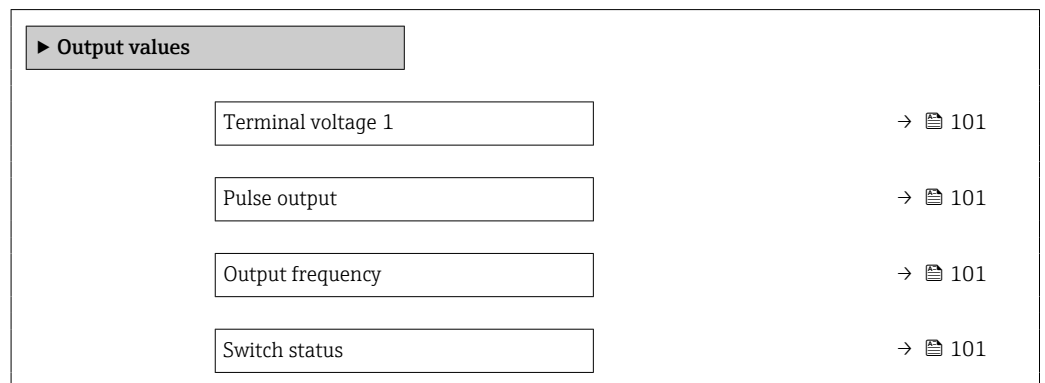 ▶ Output values
Terminal voltage 1 → 🖹 101
Pulse output → 🖹 101
Output frequency → 🖹 101
Switch status → 🖹 101